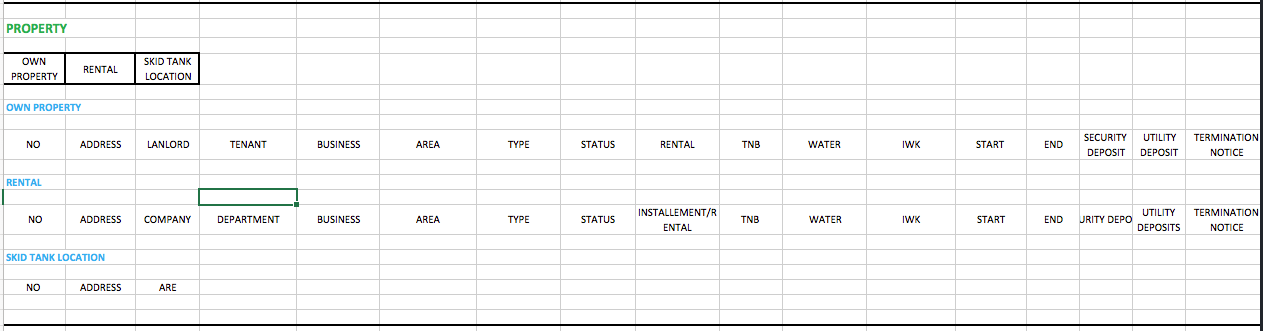 PROPERTY
OWN PROPERTY RENTAL SKID TANK LOCATION
OWN PROPERTY
NO ADDRESS LANLORD TENANT BUSINESS AREA TYPE STATUS RENTAL TNB WATER IWK START END SECURITY DEPOSIT UTILITY DEPOSIT TERMINATION NOTICE
RENTAL
NO ADDRESS COMPANY DEPARTMENT BUSINESS AREA TYPE STATUS INSTALLEMENT/RENTAL TNB WATER IWK START END URITY DEPO UTILITY DEPOSITS TERMINATION NOTICE
SKID TANK LOCATION
NO ADDRESS ARE